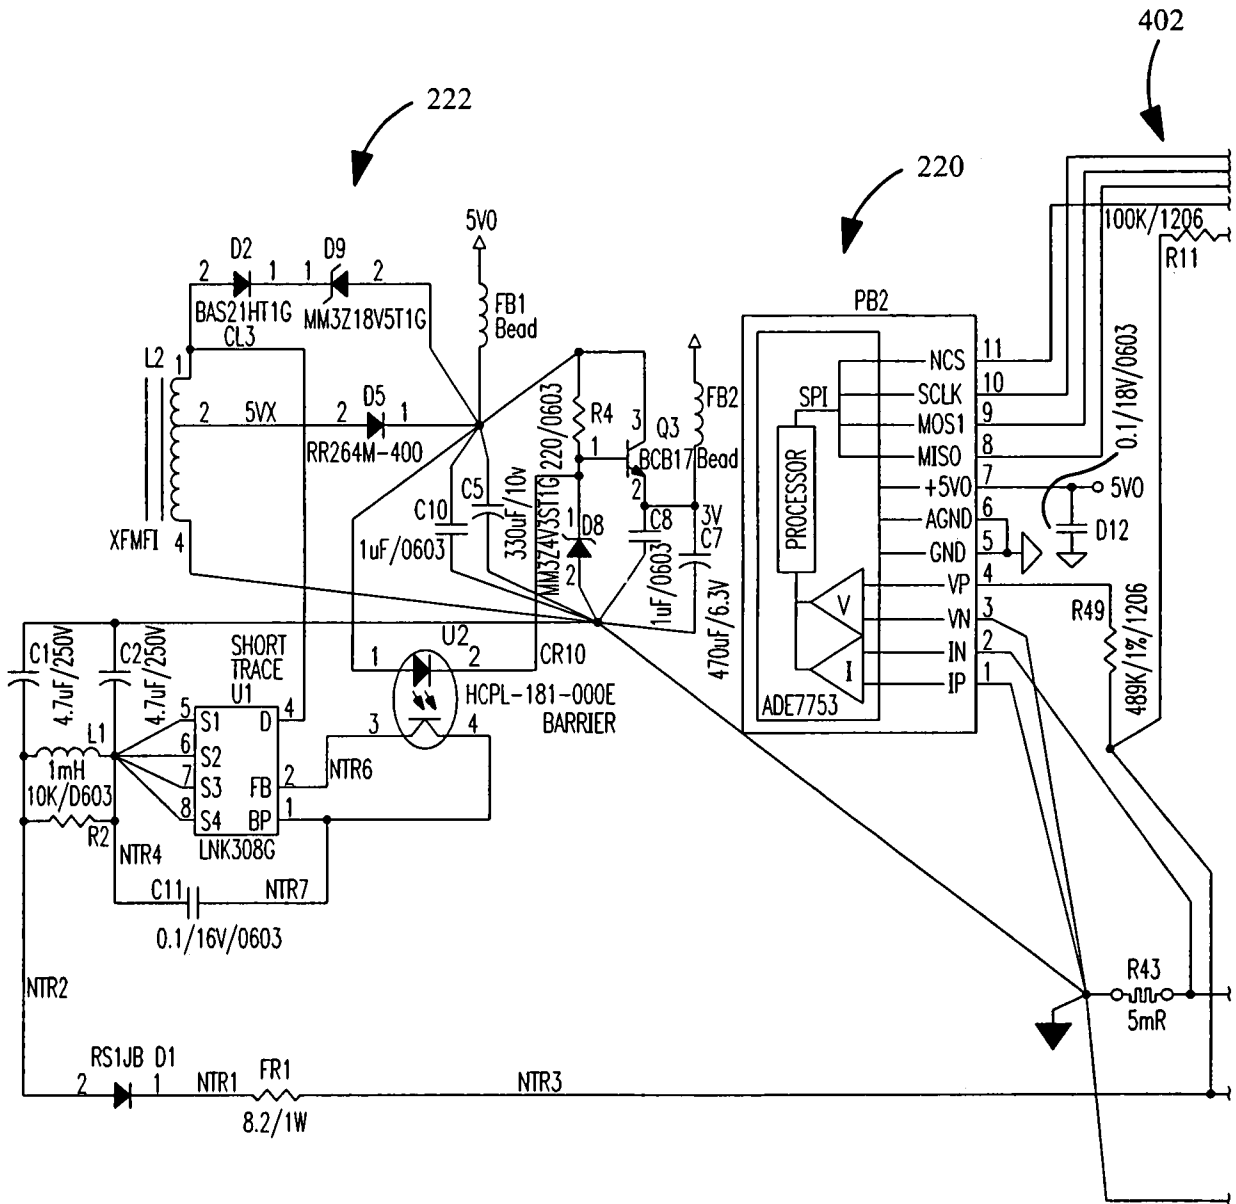 402
222
220
5V0
100K/1206
R11
D2
D9
2 1 1 2
BAS21HT1G
MM3Z18V5T1G
FB1
Bead
CL3
PB2
L2
1
2
5VX
2
D5
1
RR264M-400
4
XFMFI
C10
1uF/0603
C5
330uF/10v
220/0603
R4
MM3Z4V3ST1G
1
D8
2
1
3
Q3
BCB17
2
FB2
Bead
3V
C8
1uF/0603
C7
470uF/6.3V
PROCESSOR
SPI
NCS 11
SCLK 10
MOS1 9
MISO 8
+5V0 7
AGND 6
GND 5
VP 4
VN 3
IN 2
IP 1
V
I
ADE7753
0.1/18V/0603
5V0
D12
R49
489K/1%/1206
C1
4.7uF/250V
C2
4.7uF/250V
SHORT
TRACE
U1
U2
1
2
CR10
HCPL-181-000E
BARRIER
3
4
5 S1 D 4
6 S2
7 S3 FB 2
8 S4 BP 1
LNK308G
L1
1mH
10K/D603
R2
NTR6
NTR4
C11
NTR7
0.1/16V/0603
NTR2
R43
5mR
RS1JB D1
2 1
NTR1
FR1
8.2/1W
NTR3